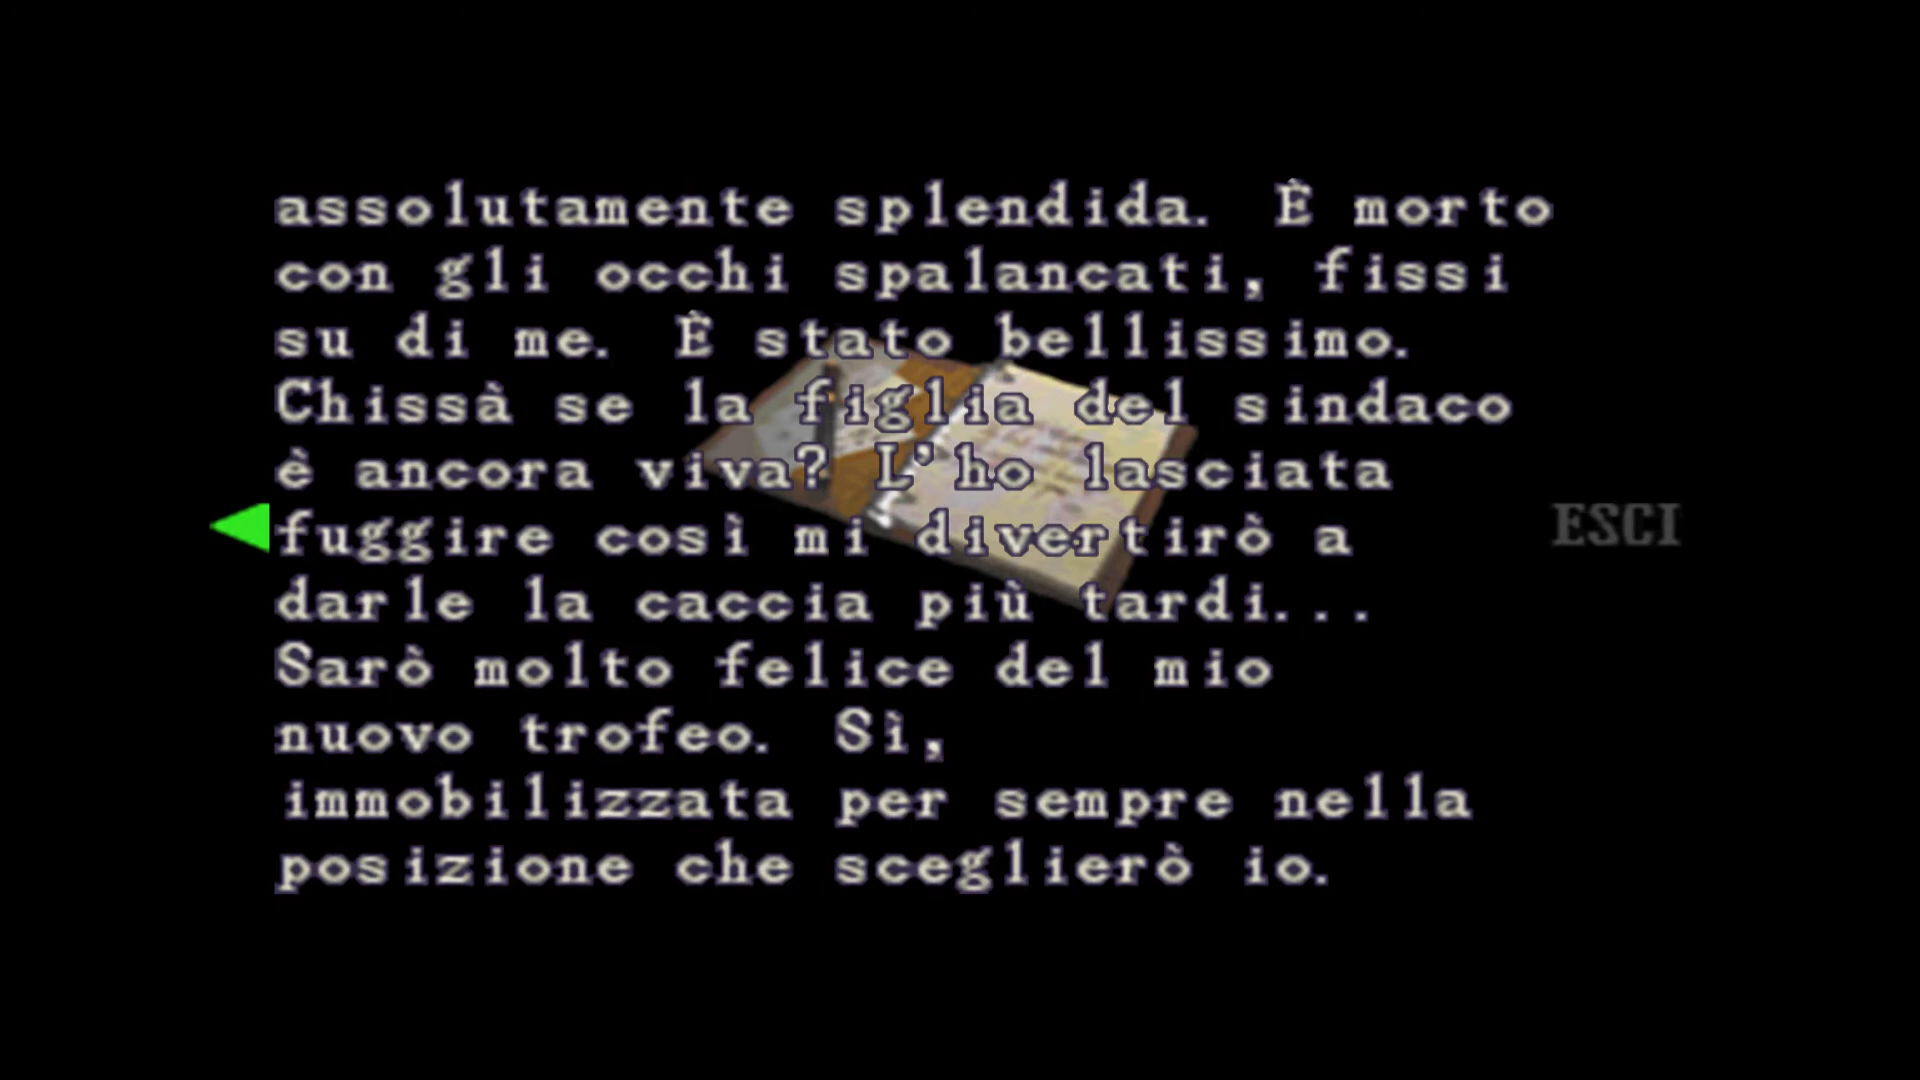 assolutamente splendida. È morto
con gli occhi spalancati, fissi
su di me. È stato bellissimo.
Chissà se la figlia del sindaco
è ancora viva? L'ho lasciata
fuggire così mi divertirò a
darle la caccia più tardi...
Sarò molto felice del mio
nuovo trofeo. Sì,
immobilizzata per sempre nella
posizione che sceglierò io.
ESCI